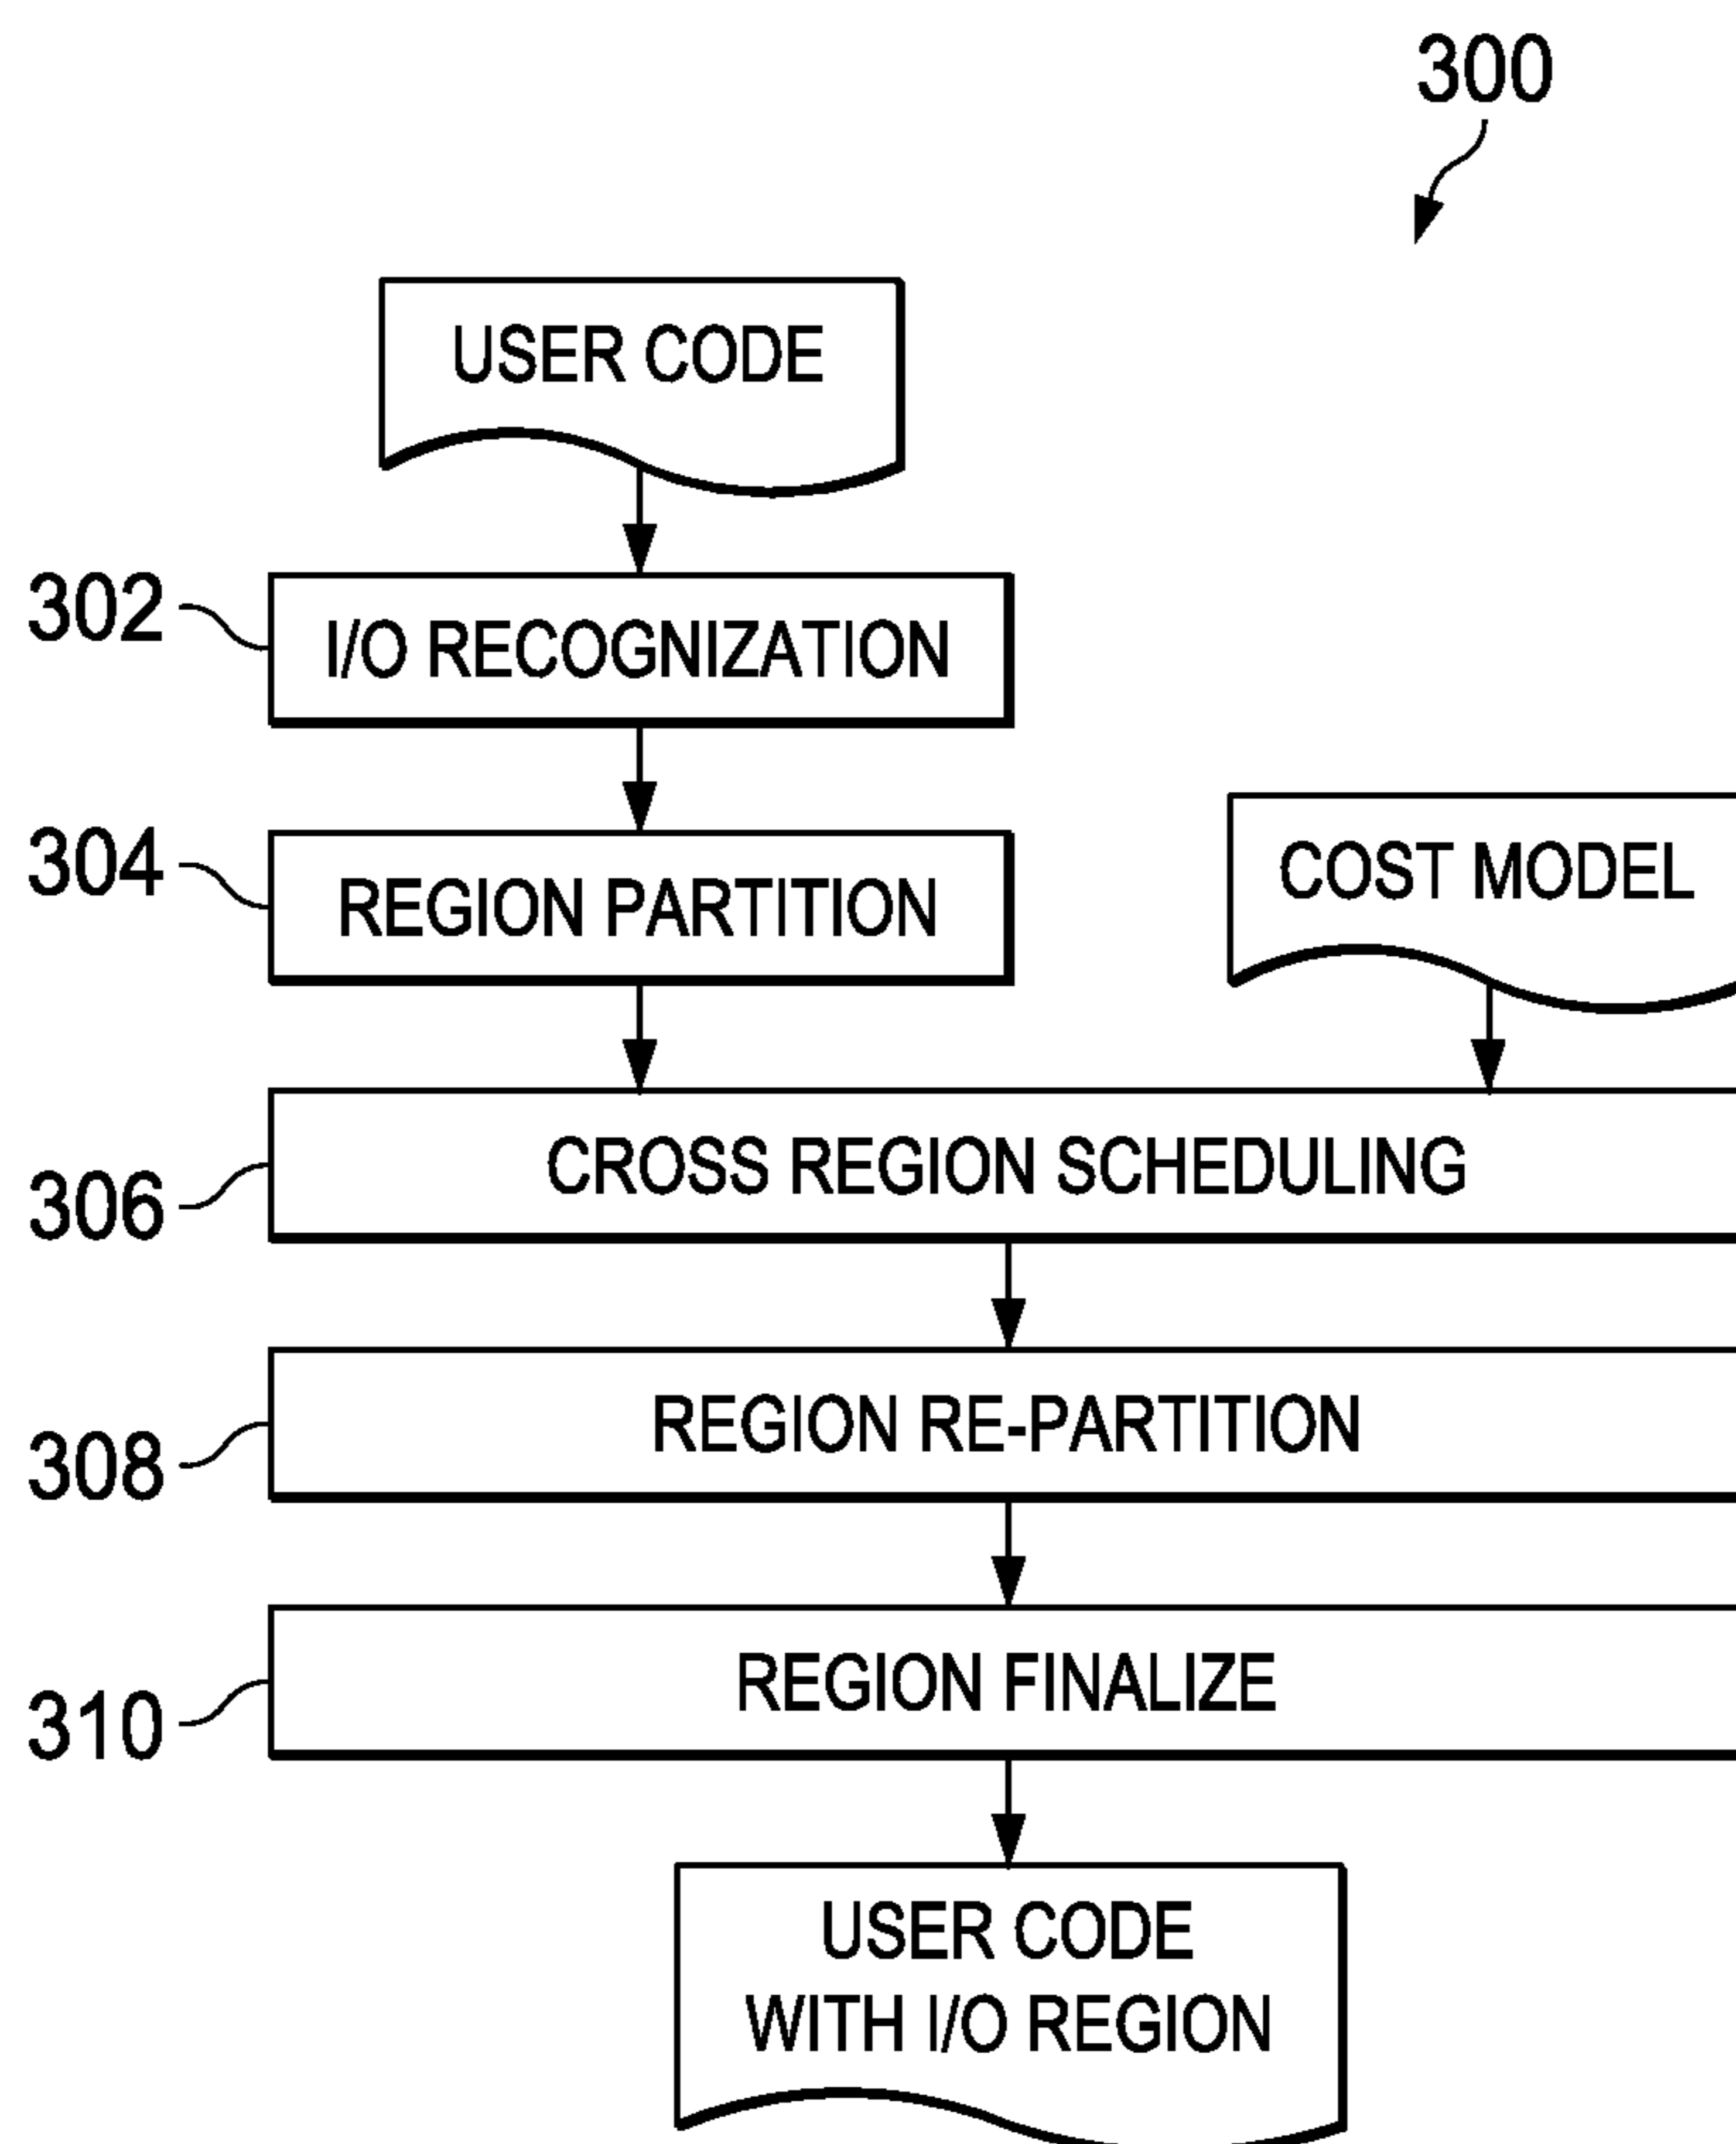 300
USER CODE
302
I/O RECOGNIZATION
304
REGION PARTITION
COST MODEL
306
CROSS REGION SCHEDULING
308
REGION RE-PARTITION
310
REGION FINALIZE
USER CODE
WITH I/O REGION